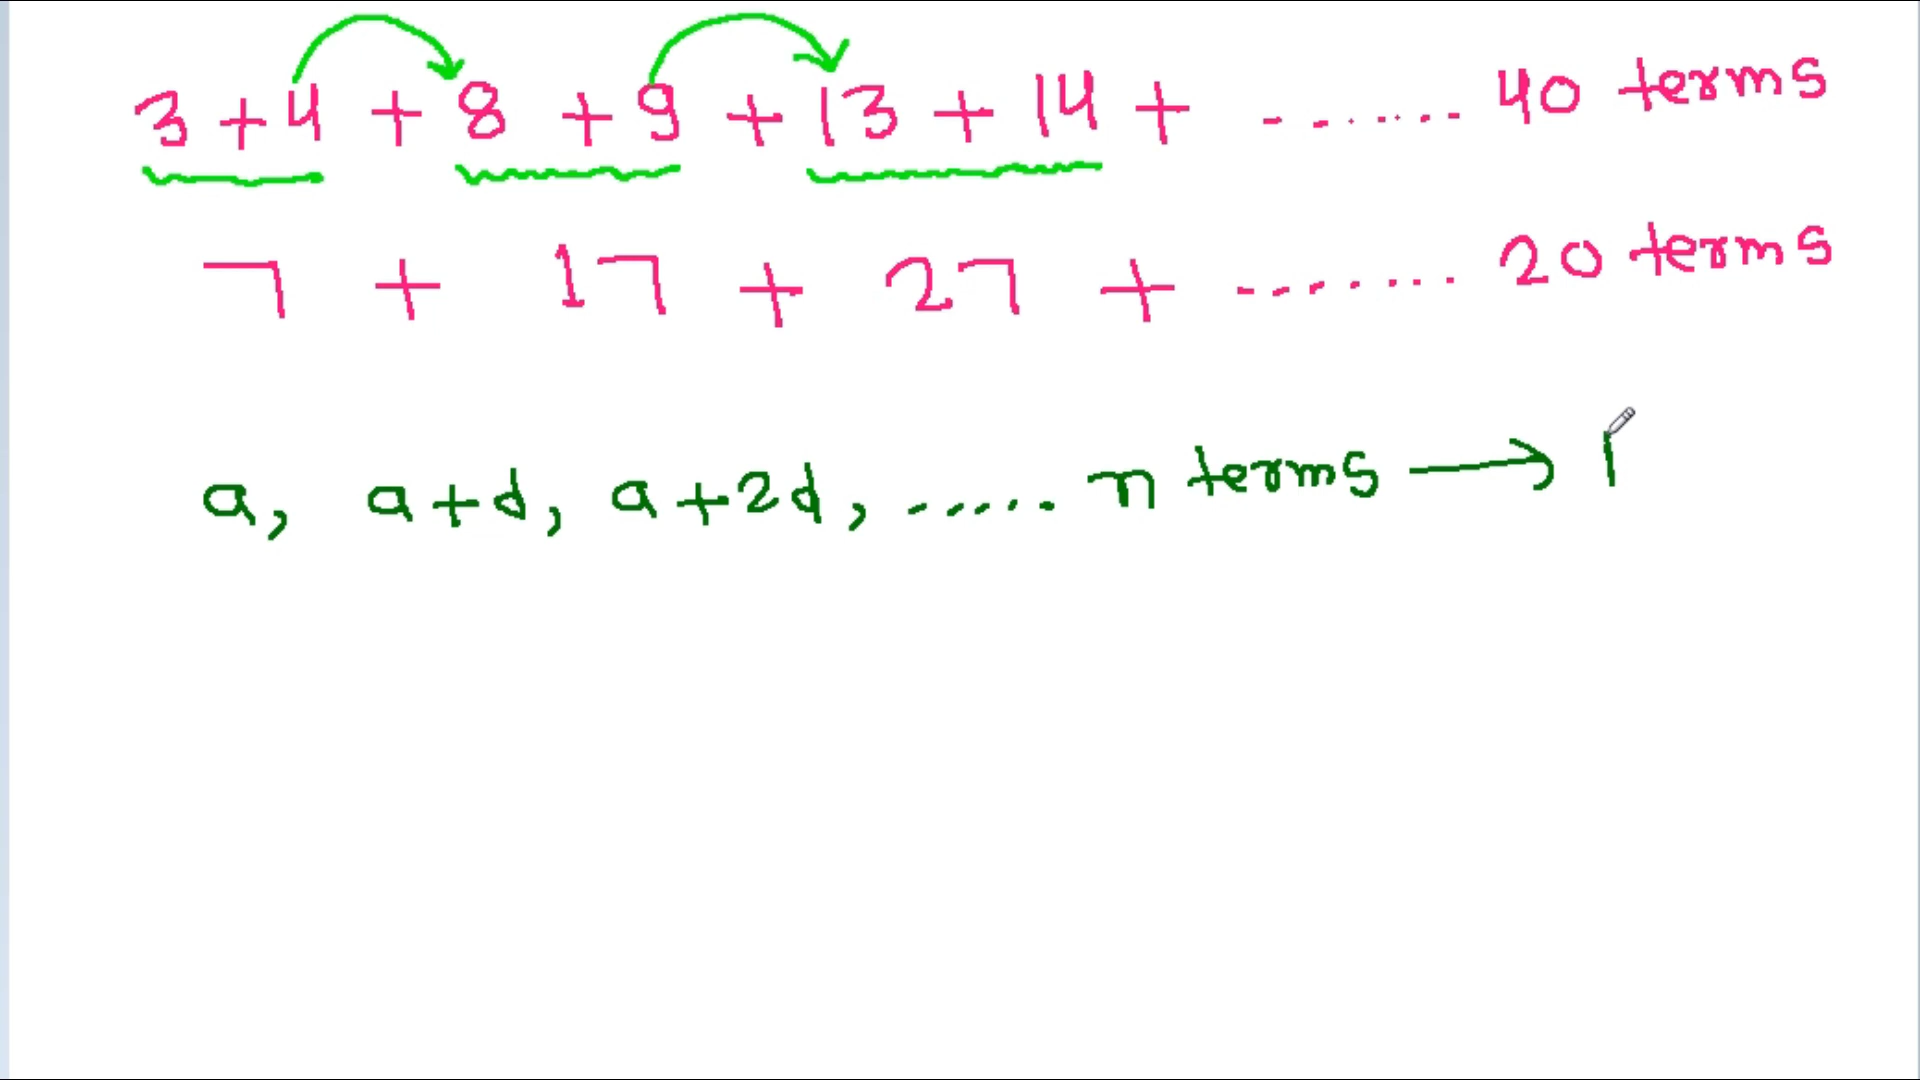 3 + 4 + 8 + 9 + 13 + 14 + ....... 40 terms
7 + 17 + 27 + ....... 20 terms
a, a+d, a+2d, ..... n terms →